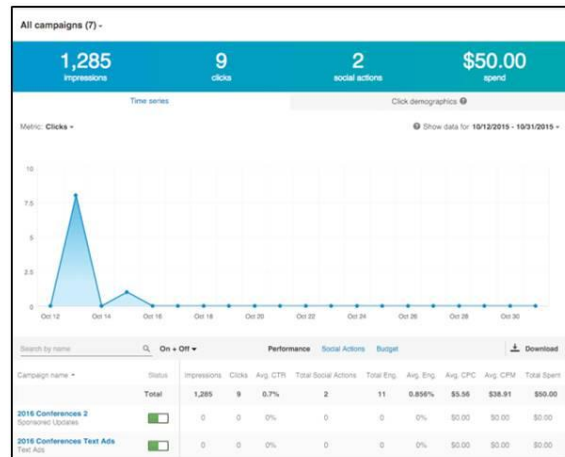 All campaigns (7)
1,285 9 2 $50.00
impressions clicks social actions spend
Time series Click demographics
Metric: Clicks Show data for 10/12/2015 - 10/31/2015
10
7.5
5
2.5
0
Oct 12 Oct 14 Oct 16 Oct 18 Oct 20 Oct 22 Oct 24 Oct 26 Oct 28 Oct 30
Search by name On + Off Performance Social Actions Budget Download
Campaign name Status Impressions Clicks Avg. CTR Total Social Actions Total Eng. Avg. Eng. Avg. CPC Avg. CPM Total Spent
Total 1,285 9 0.7% 2 11 0.856% $5.56 $38.91 $50.00
2016 Conferences 2
Sponsored Updates
0 0 0% 0 0 0% $0.00 $0.00 $0.00
2016 Conferences Text Ads
Text Ads
0 0 0% 0 0 0% $0.00 $0.00 $0.00